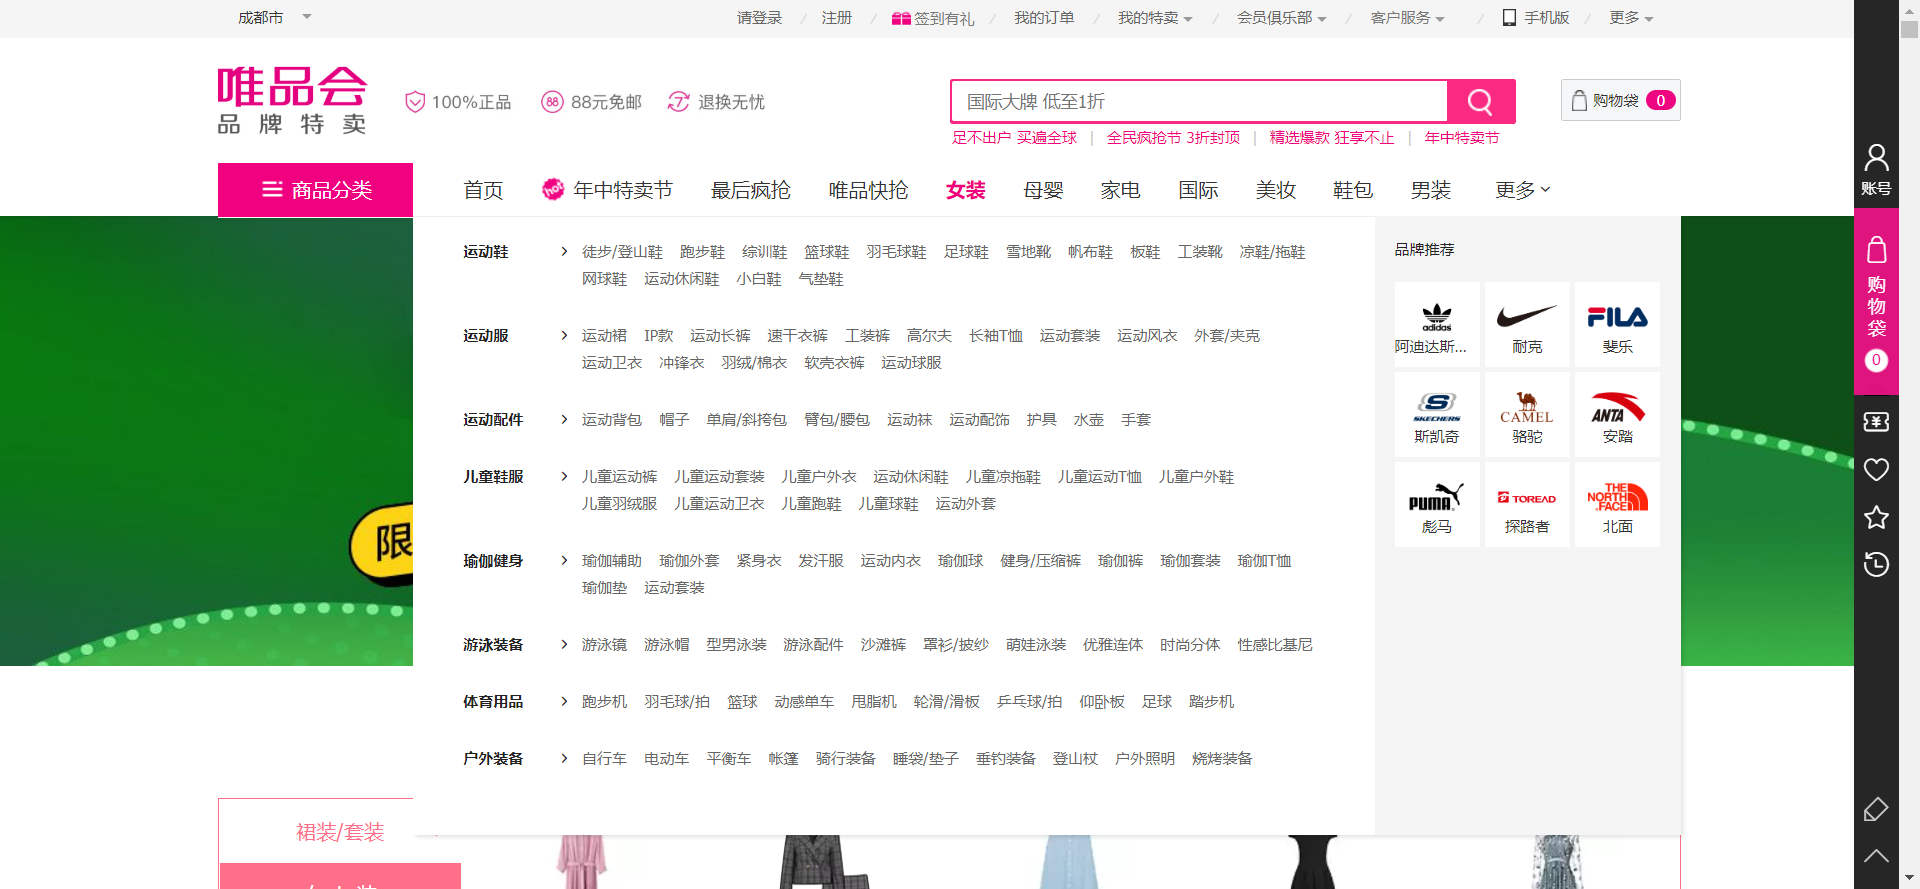 成都市 请登录 注册 签到有礼 我的订单 我的特卖 会员俱乐部 客户服务 手机版 更多
唯品会
品牌特卖
100%正品 88 88元免邮 7 退换无忧
国际大牌 低至1折
购物袋 0
足不出户 买遍全球 | 全民疯抢节 3折封顶 | 精选爆款 狂享不止 | 年中特卖节
商品分类 首页 hot 年中特卖节 最后疯抢 唯品快抢 女装 母婴 家电 国际 美妆 鞋包 男装 更多
运动鞋 徒步/登山鞋 跑步鞋 综训鞋 篮球鞋 羽毛球鞋 足球鞋 雪地靴 帆布鞋 板鞋 工装靴 凉鞋/拖鞋
网球鞋 运动休闲鞋 小白鞋 气垫鞋
运动服 运动裙 IP款 运动长裤 速干衣裤 工装裤 高尔夫 长袖T恤 运动套装 运动风衣 外套/夹克
运动卫衣 冲锋衣 羽绒/棉衣 软壳衣裤 运动球服
运动配件 运动背包 帽子 单肩/斜挎包 臂包/腰包 运动袜 运动配饰 护具 水壶 手套
儿童鞋服 儿童运动裤 儿童运动套装 儿童户外衣 运动休闲鞋 儿童凉拖鞋 儿童运动T恤 儿童户外鞋
儿童羽绒服 儿童运动卫衣 儿童跑鞋 儿童球鞋 运动外套
瑜伽健身 瑜伽辅助 瑜伽外套 紧身衣 发汗服 运动内衣 瑜伽球 健身/压缩裤 瑜伽裤 瑜伽套装 瑜伽T恤
瑜伽垫 运动套装
游泳装备 游泳镜 游泳帽 型男泳装 游泳配件 沙滩裤 罩衫/披纱 萌娃泳装 优雅连体 时尚分体 性感比基尼
体育用品 跑步机 羽毛球/拍 篮球 动感单车 甩脂机 轮滑/滑板 乒乓球/拍 仰卧板 足球 踏步机
户外装备 自行车 电动车 平衡车 帐篷 骑行装备 睡袋/垫子 垂钓装备 登山杖 户外照明 烧烤装备
品牌推荐
adidas FILA
阿迪达斯... 耐克 斐乐
SKECHERS CAMEL ANTA
斯凯奇 骆驼 安踏
PUMA TOREAD THE NORTH FACE
彪马 探路者 北面
限
裙装/套装
账号
购物袋
0